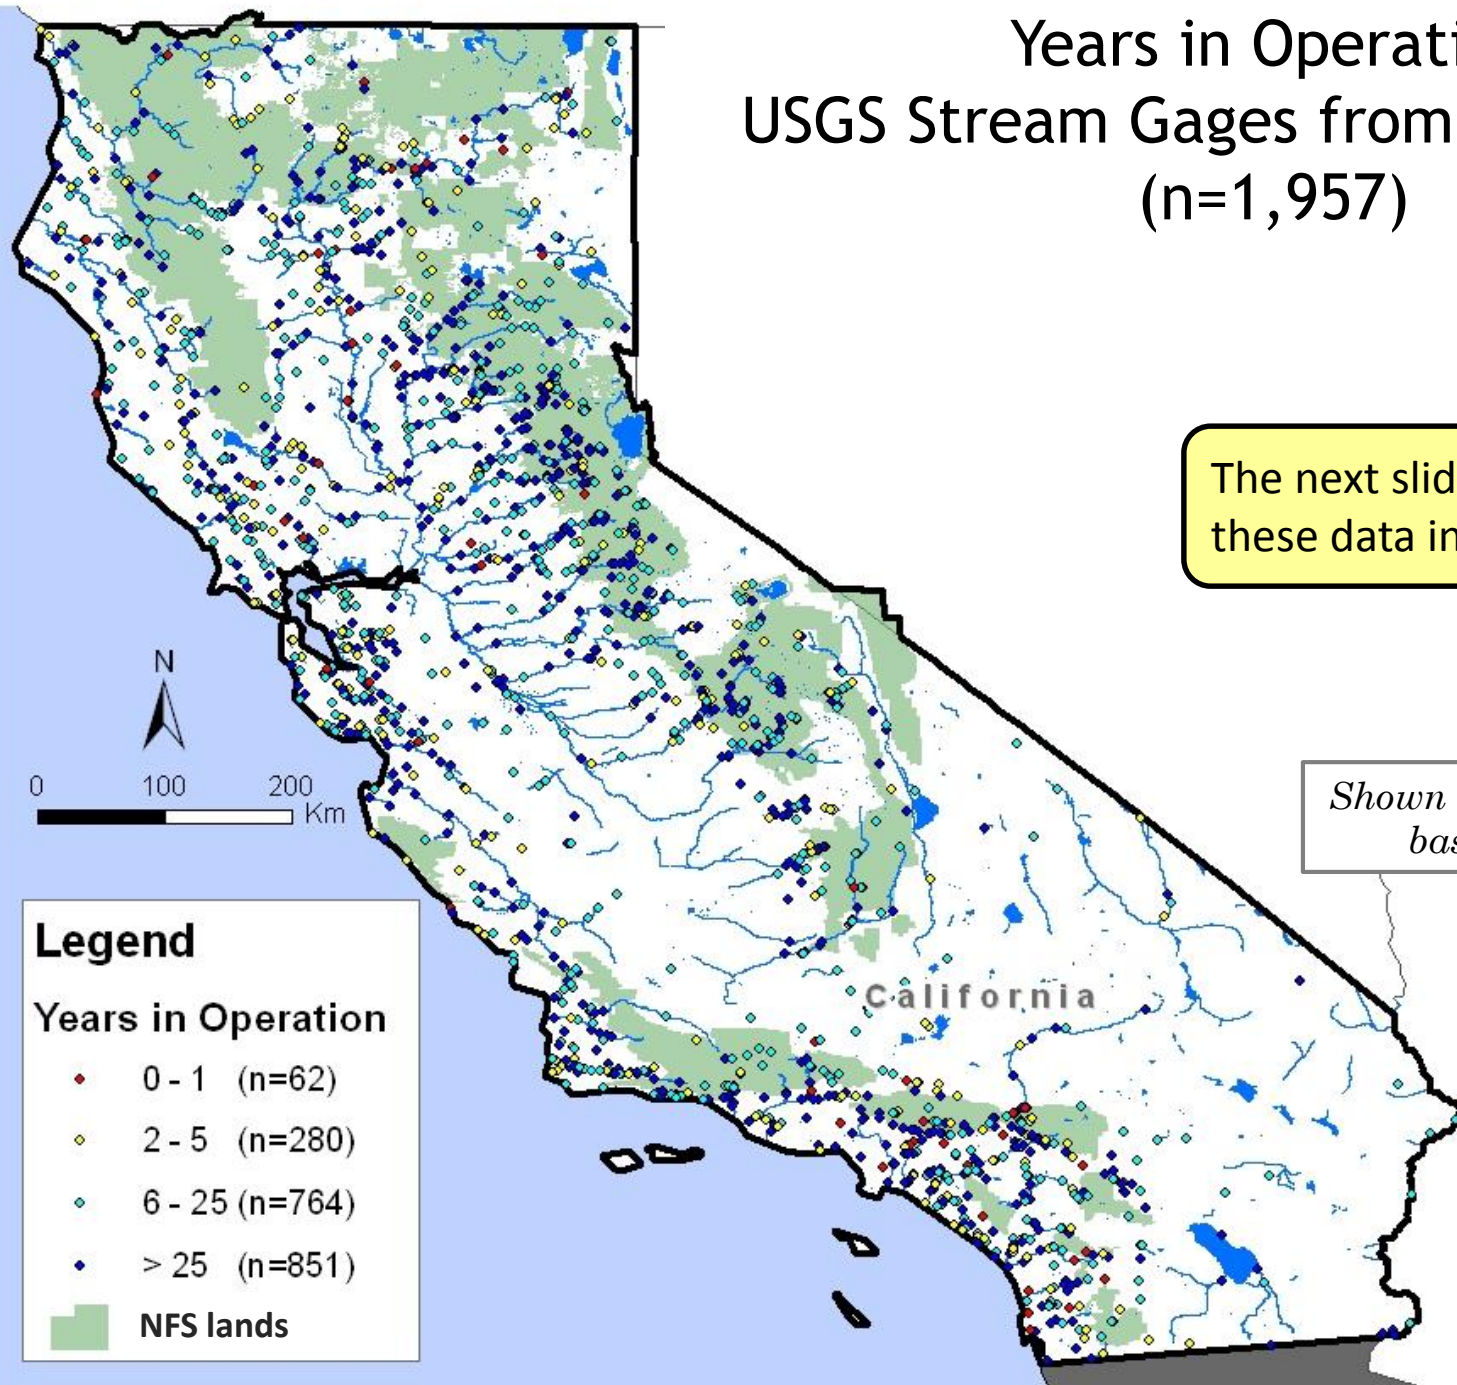 Years in Operati
USGS Stream Gages from
(n=1,957)
The next slid
these data in
N
0 100 200
Km
Shown
bas
California
Legend
Years in Operation
0 - 1 (n=62)
2 - 5 (n=280)
6 - 25 (n=764)
> 25 (n=851)
NFS lands